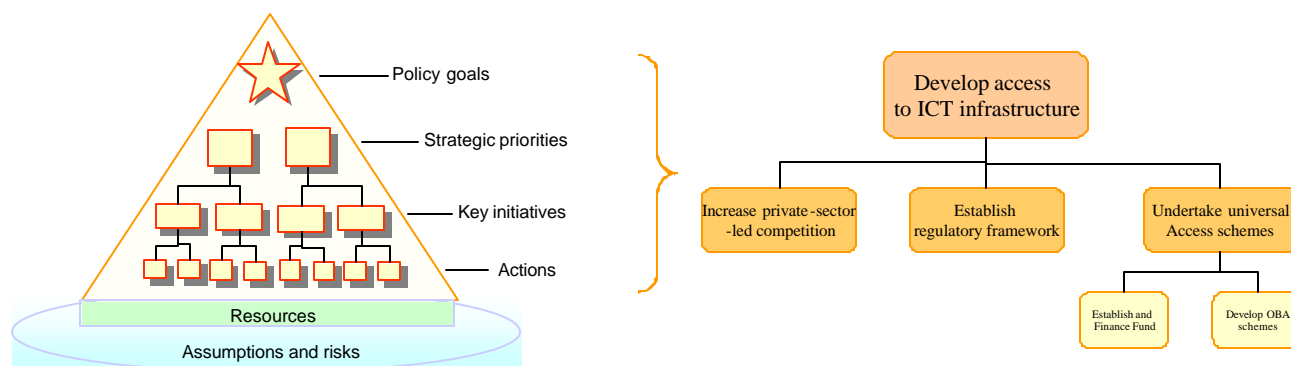 Policy goals
Strategic priorities
Key initiatives
Actions
Resources
Assumptions and risks
Develop access
to ICT infrastructure
Increase private-sector
-led competition
Establish
regulatory framework
Undertake universal
Access schemes
Establish and
Finance Fund
Develop OBA
schemes